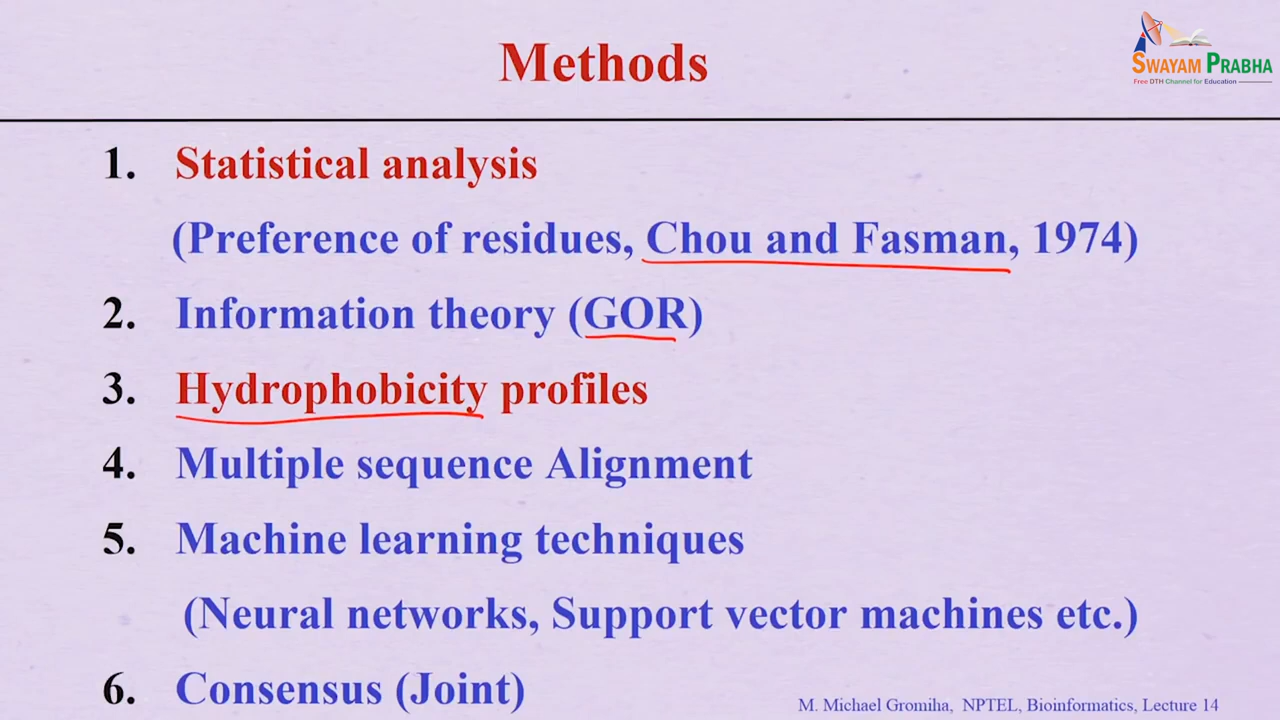 Methods
SWAYAM PRABHA
Free DTH Channel for Education
1. Statistical analysis
(Preference of residues, Chou and Fasman, 1974)
2. Information theory (GOR)
3. Hydrophobicity profiles
4. Multiple sequence Alignment
5. Machine learning techniques
(Neural networks, Support vector machines etc.)
6. Consensus (Joint)
M. Michael Gromiha, NPTEL, Bioinformatics, Lecture 14